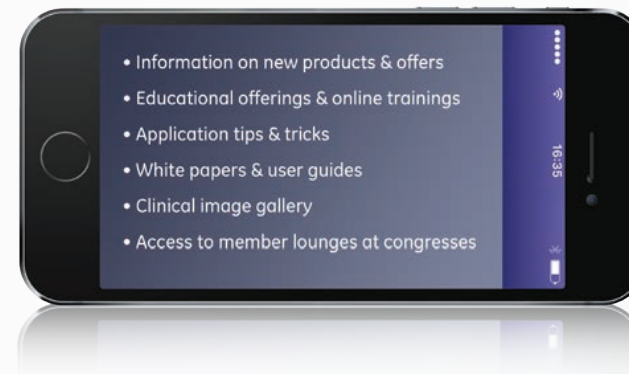 • Information on new products & offers
• Educational offerings & online trainings
• Application tips & tricks
• White papers & user guides
• Clinical image gallery
• Access to member lounges at congresses
16:35